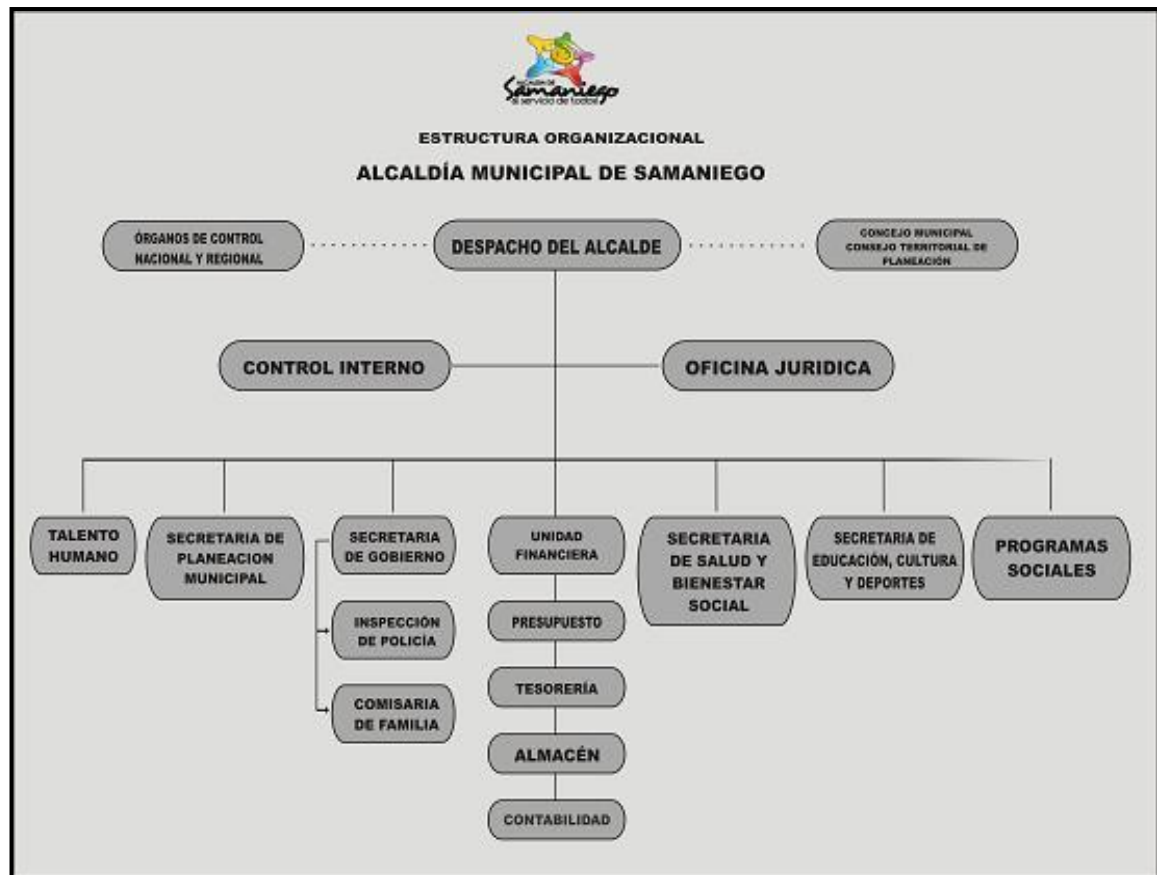 ALCALDÍA DE
Samaniego
al servicio de todos
ESTRUCTURA ORGANIZACIONAL
ALCALDÍA MUNICIPAL DE SAMANIEGO
ÓRGANOS DE CONTROL
NACIONAL Y REGIONAL
DESPACHO DEL ALCALDE
CONCEJO MUNICIPAL
CONSEJO TERRITORIAL DE
PLANEACIÓN
CONTROL INTERNO
OFICINA JURIDICA
TALENTO
HUMANO
SECRETARIA DE
PLANEACION
MUNICIPAL
SECRETARIA
DE GOBIERNO
INSPECCIÓN
DE POLICÍA
COMISARIA
DE FAMILIA
UNIDAD
FINANCIERA
PRESUPUESTO
TESORERÍA
ALMACÉN
CONTABILIDAD
SECRETARIA
DE SALUD Y
BIENESTAR
SOCIAL
SECRETARIA DE
EDUCACIÓN, CULTURA
Y DEPORTES
PROGRAMAS
SOCIALES